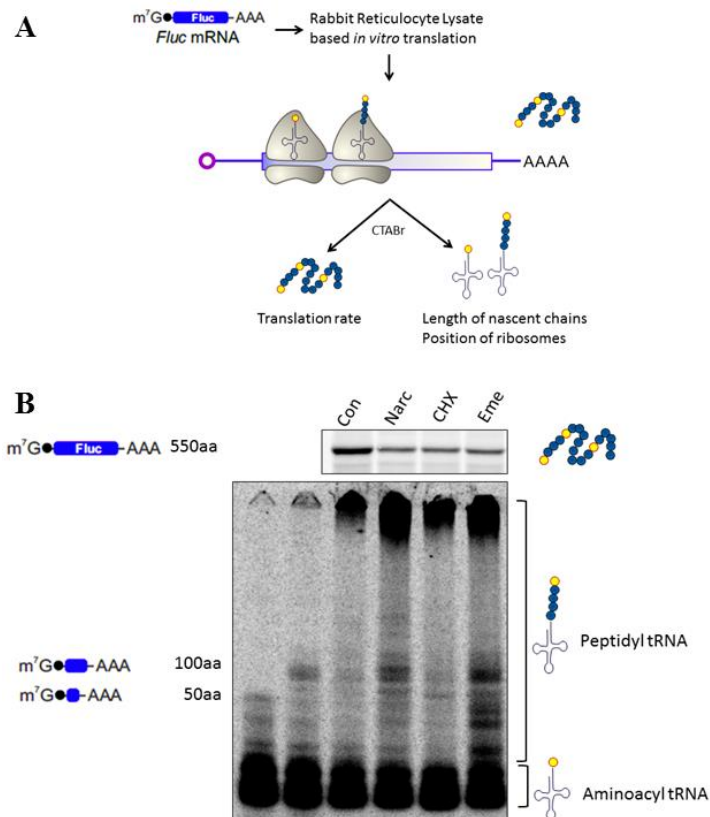 A
m⁷G Fluc -AAA
Fluc mRNA
Rabbit Reticulocyte Lysate
based in vitro translation
AAAA
CTABr
Translation rate
Length of nascent chains
Position of ribosomes
B
Con Narc CHX Eme
m⁷G Fluc -AAA 550aa
Peptidyl tRNA
m⁷G -AAA 100aa
m⁷G -AAA 50aa
Aminoacyl tRNA